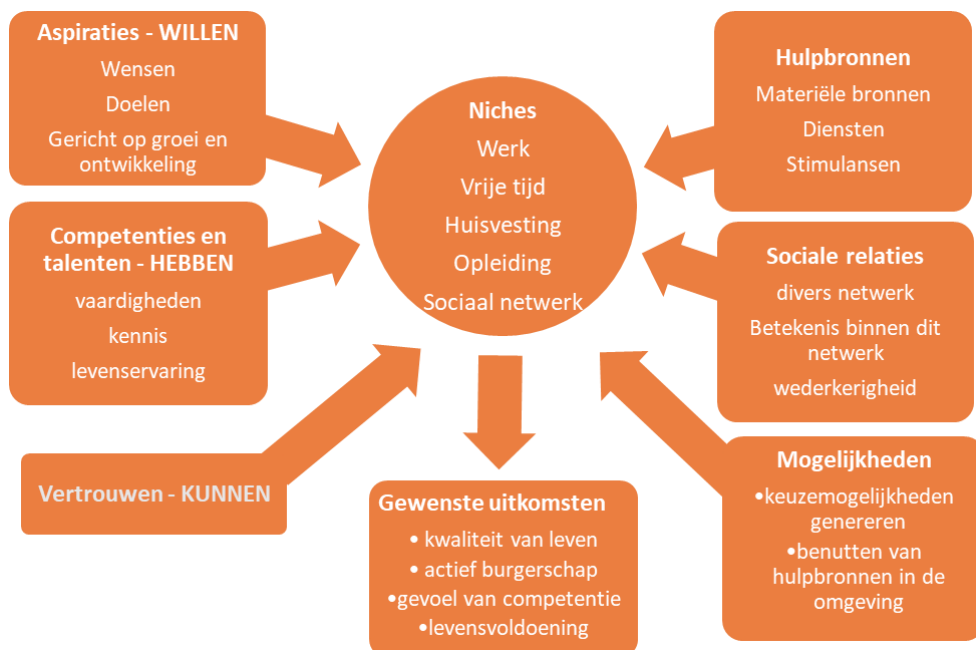 Aspiraties - WILLEN
Wensen
Doelen
Gericht op groei en
ontwikkeling
Competenties en
talenten - HEBBEN
vaardigheden
kennis
levenservaring
Vertrouwen - KUNNEN
Niches
Werk
Vrije tijd
Huisvesting
Opleiding
Sociaal netwerk
Gewenste uitkomsten
• kwaliteit van leven
• actief burgerschap
•gevoel van competentie
•levensvoldoening
Hulpbronnen
Materiële bronnen
Diensten
Stimulansen
Sociale relaties
divers netwerk
Betekenis binnen dit
netwerk
wederkerigheid
Mogelijkheden
•keuzemogelijkheden
genereren
•benutten van
hulpbronnen in de
omgeving